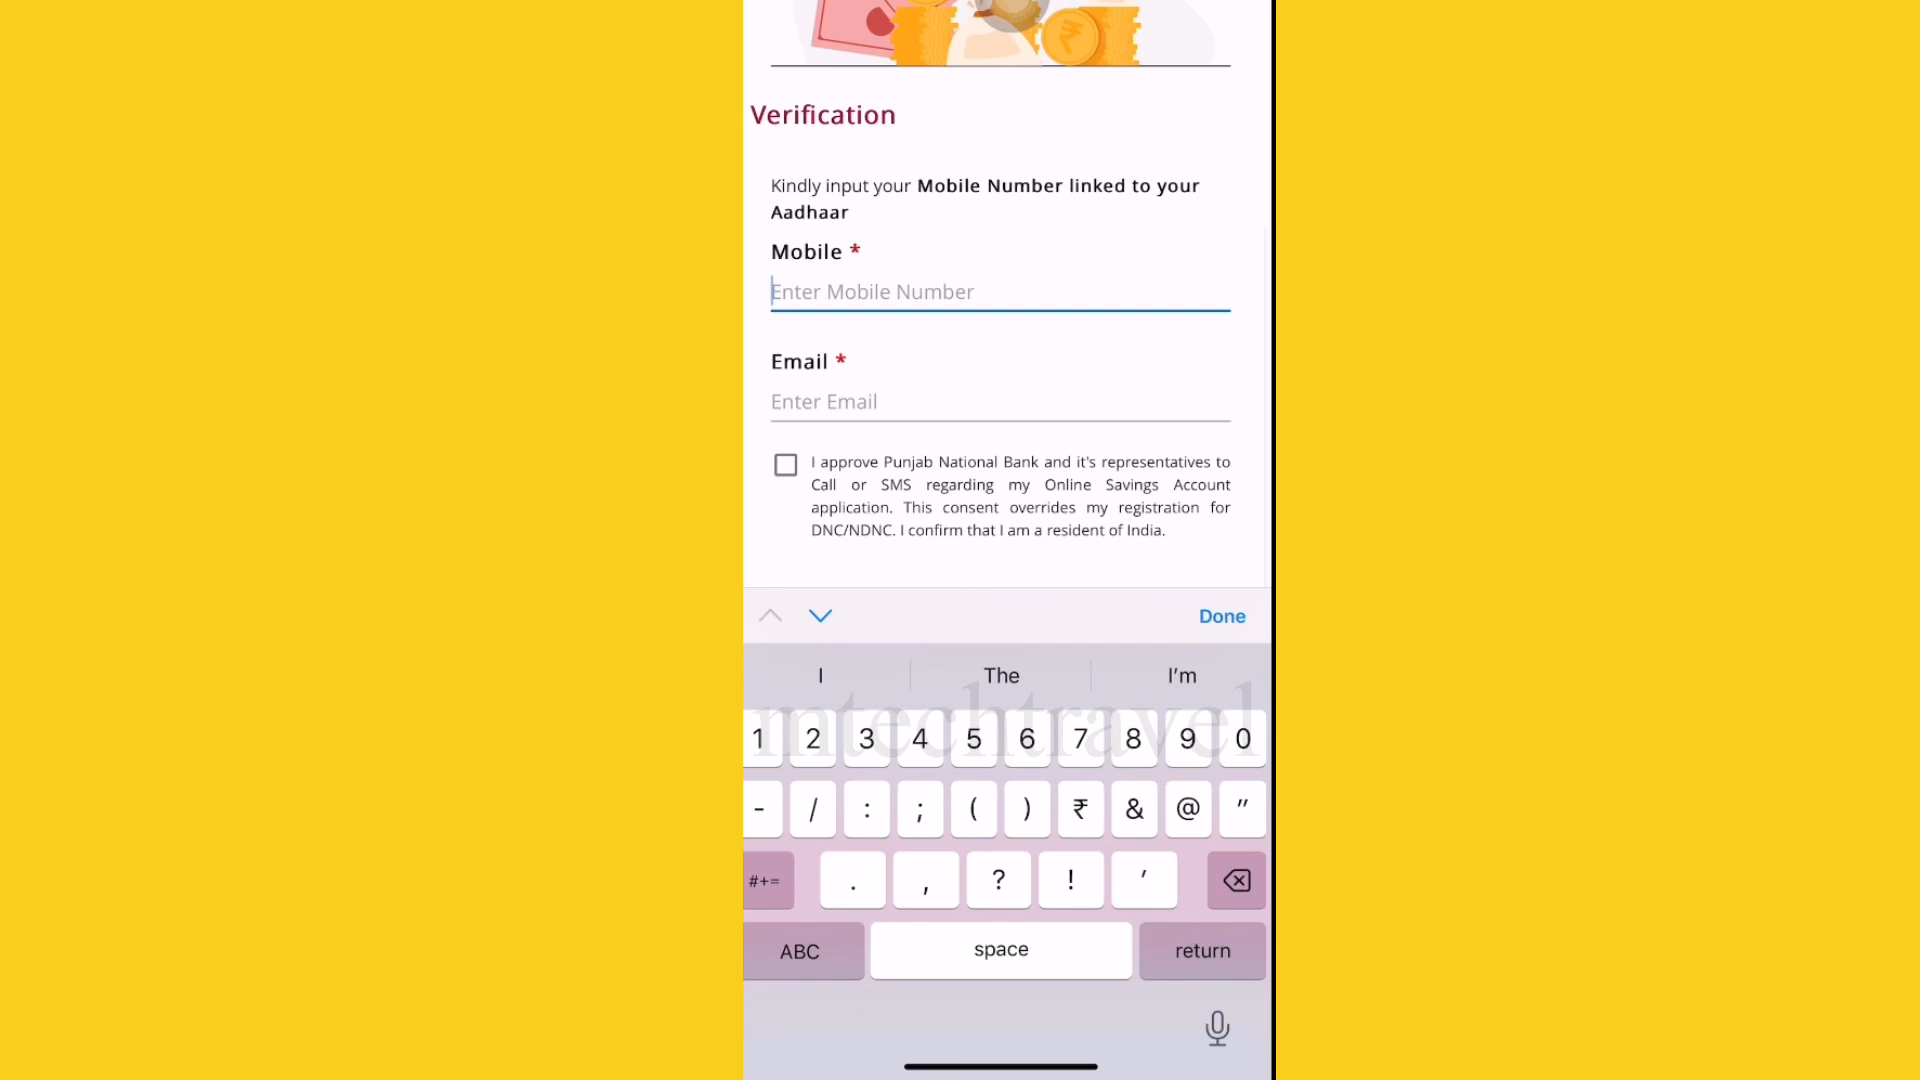 ₹
Verification
Kindly input your Mobile Number linked to your
Aadhaar
Mobile *
Enter Mobile Number
Email *
Enter Email
I approve Punjab National Bank and it's representatives to
Call or SMS regarding my Online Savings Account
application. This consent overrides my registration for
DNC/NDNC. I confirm that I am a resident of India.
Done
I The I'm
mtechtravel
1 2 3 4 5 6 7 8 9 0
- / : ; ( ) ₹ & @ "
#+= . , ? ! '
ABC space return